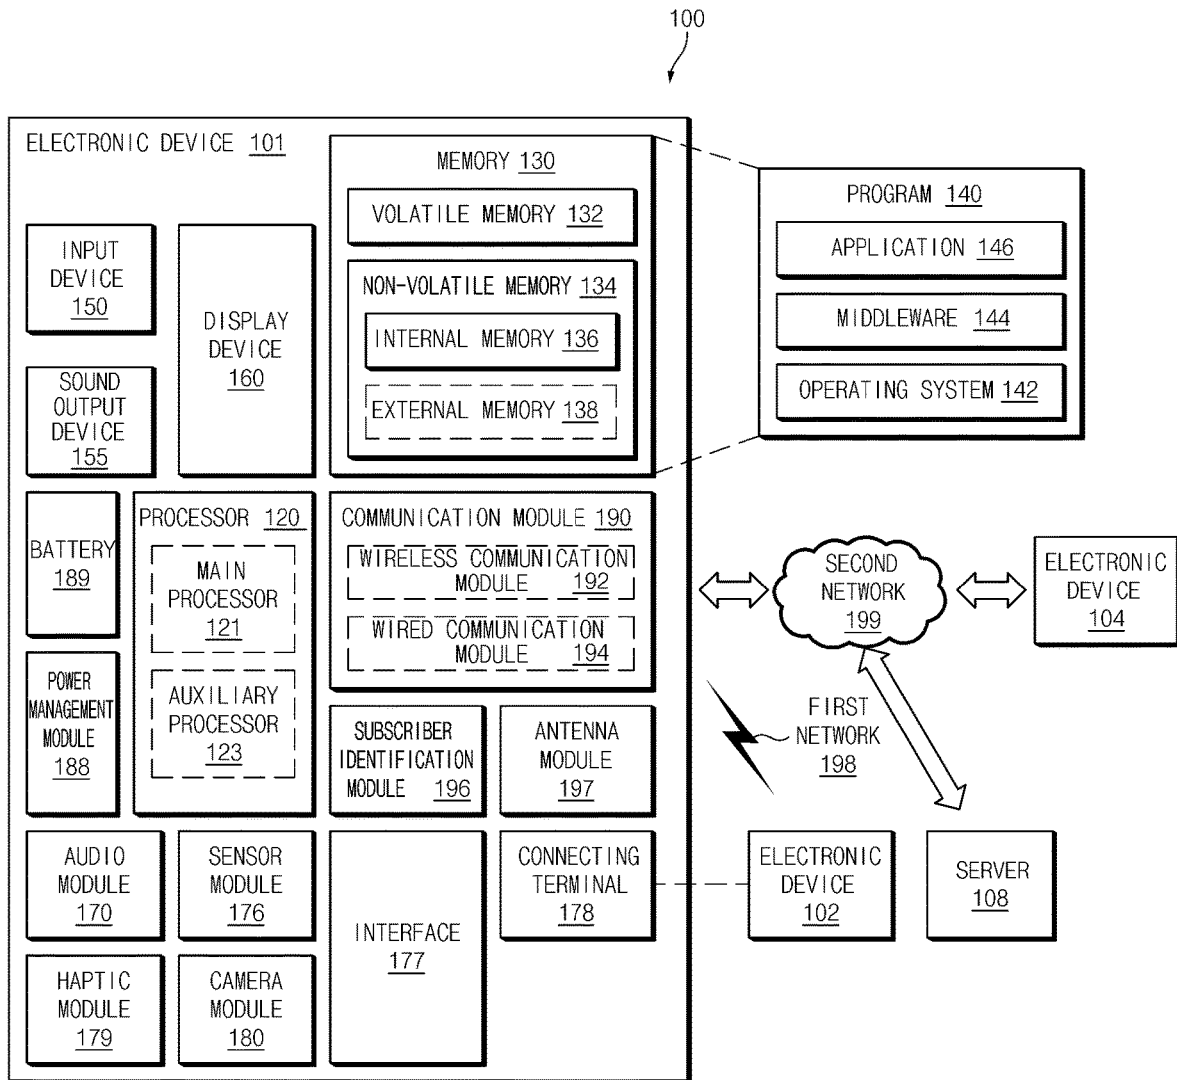 100
ELECTRONIC DEVICE 101
MEMORY 130
VOLATILE MEMORY 132
NON-VOLATILE MEMORY 134
INTERNAL MEMORY 136
EXTERNAL MEMORY 138
PROGRAM 140
APPLICATION 146
MIDDLEWARE 144
OPERATING SYSTEM 142
INPUT
DEVICE
150
DISPLAY
DEVICE
160
SOUND
OUTPUT
DEVICE
155
BATTERY
189
PROCESSOR 120
MAIN
PROCESSOR
121
AUXILIARY
PROCESSOR
123
POWER
MANAGEMENT
MODULE
188
COMMUNICATION MODULE 190
WIRELESS COMMUNICATION
MODULE 192
WIRED COMMUNICATION
MODULE 194
SUBSCRIBER
IDENTIFICATION
MODULE 196
ANTENNA
MODULE
197
SECOND
NETWORK
199
ELECTRONIC
DEVICE
104
FIRST
NETWORK
198
AUDIO
MODULE
170
SENSOR
MODULE
176
INTERFACE
177
CONNECTING
TERMINAL
178
ELECTRONIC
DEVICE
102
SERVER
108
HAPTIC
MODULE
179
CAMERA
MODULE
180